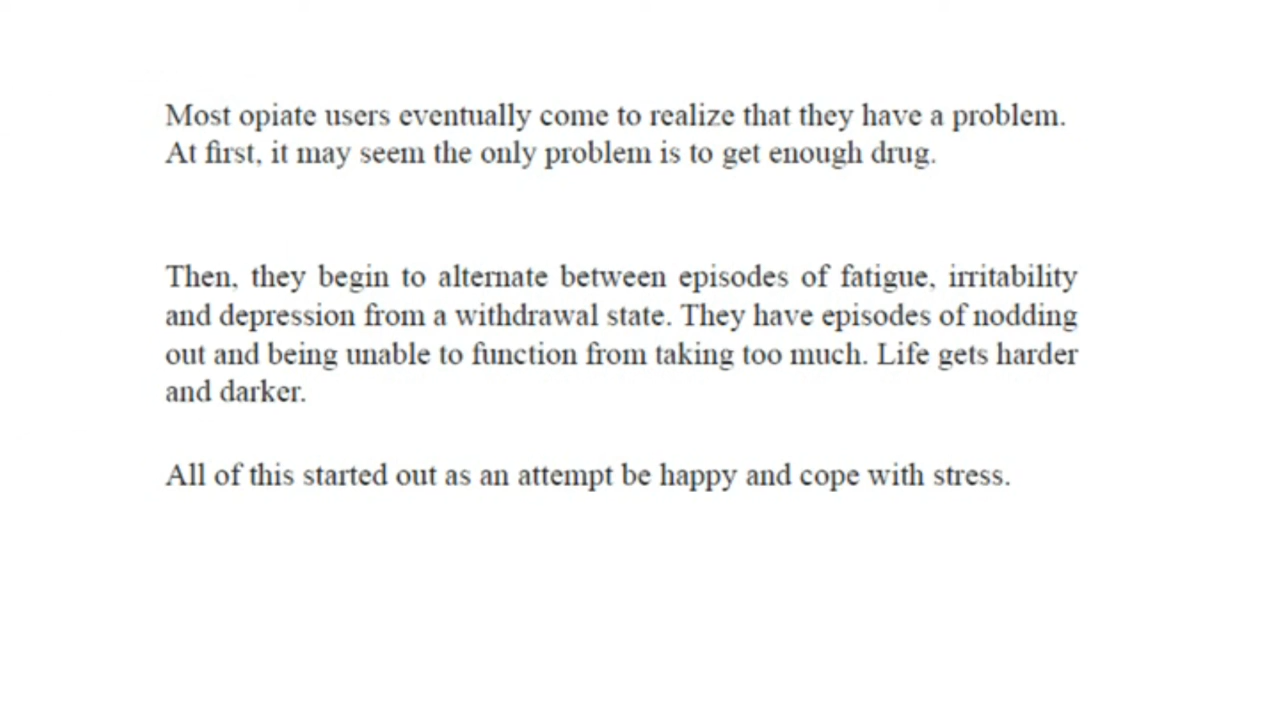 Most opiate users eventually come to realize that they have a problem.
At first, it may seem the only problem is to get enough drug.
Then, they begin to alternate between episodes of fatigue, irritability
and depression from a withdrawal state. They have episodes of nodding
out and being unable to function from taking too much. Life gets harder
and darker.
All of this started out as an attempt be happy and cope with stress.